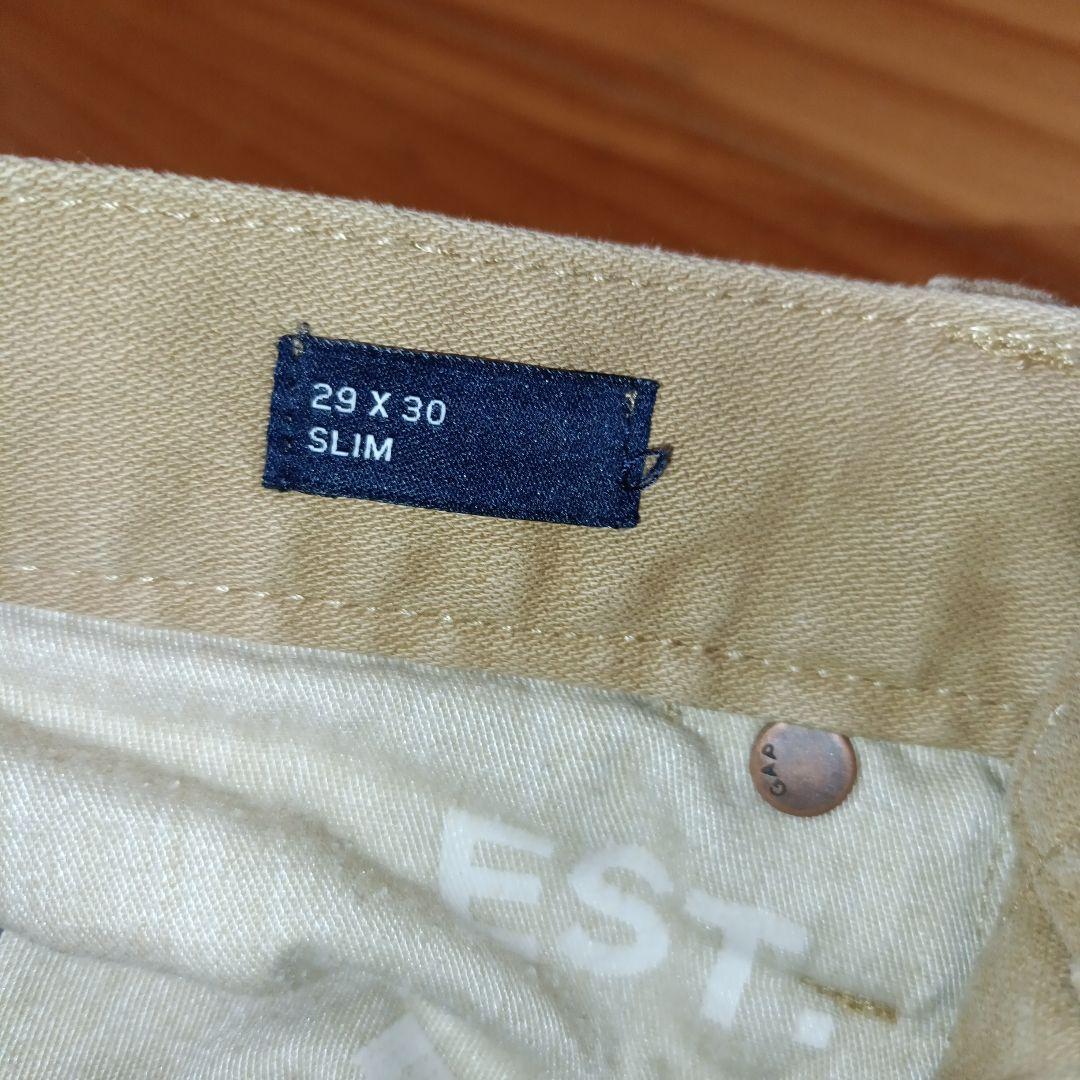 29 X 30
SLIM
GAP
EST.